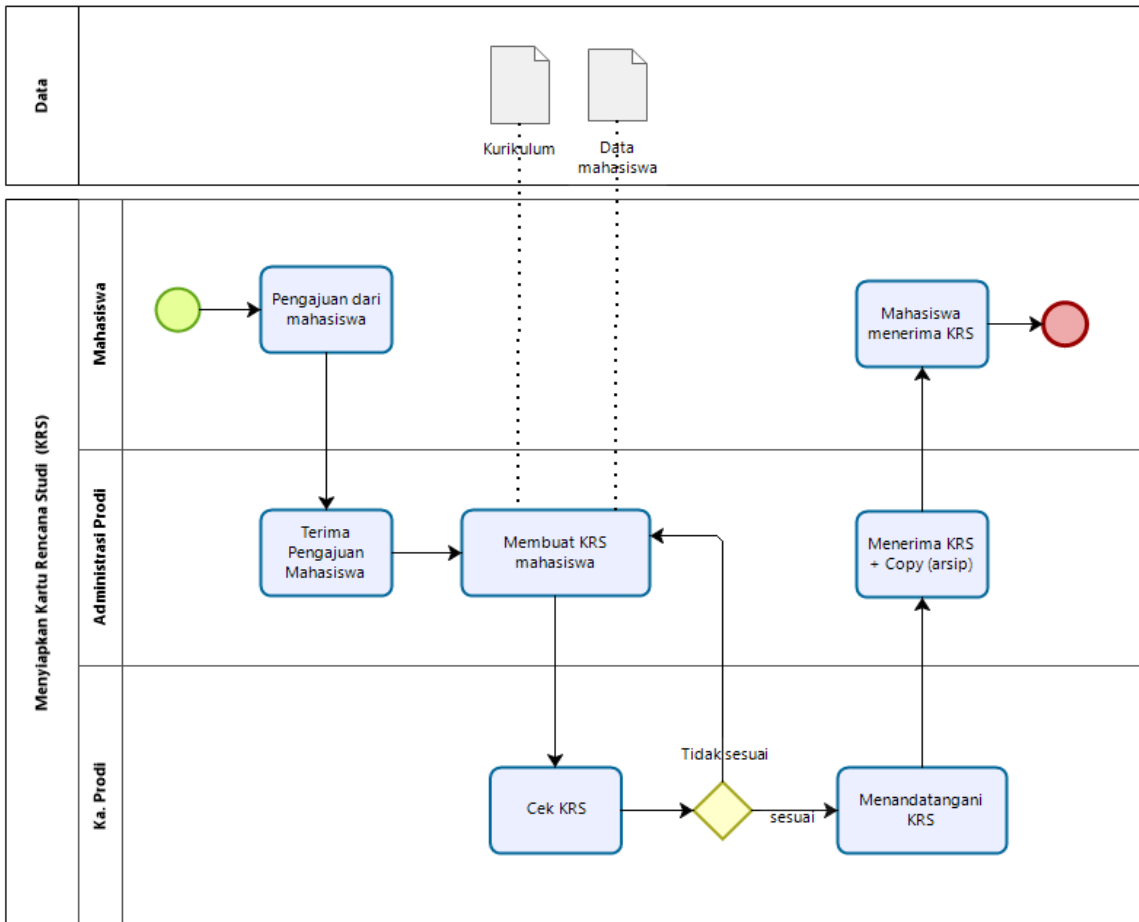 Data
Kurikulum
Data
mahasiswa
Menyiapkan Kartu Rencana Studi (KRS)
Mahasiswa
Pengajuan dari
mahasiswa
Mahasiswa
menerima KRS
Administrasi Prodi
Terima
Pengajuan
Mahasiswa
Membuat KRS
mahasiswa
Menerima KRS
+ Copy (arsip)
Ka. Prodi
Cek KRS
Tidak sesuai
sesuai
Menandatangani
KRS